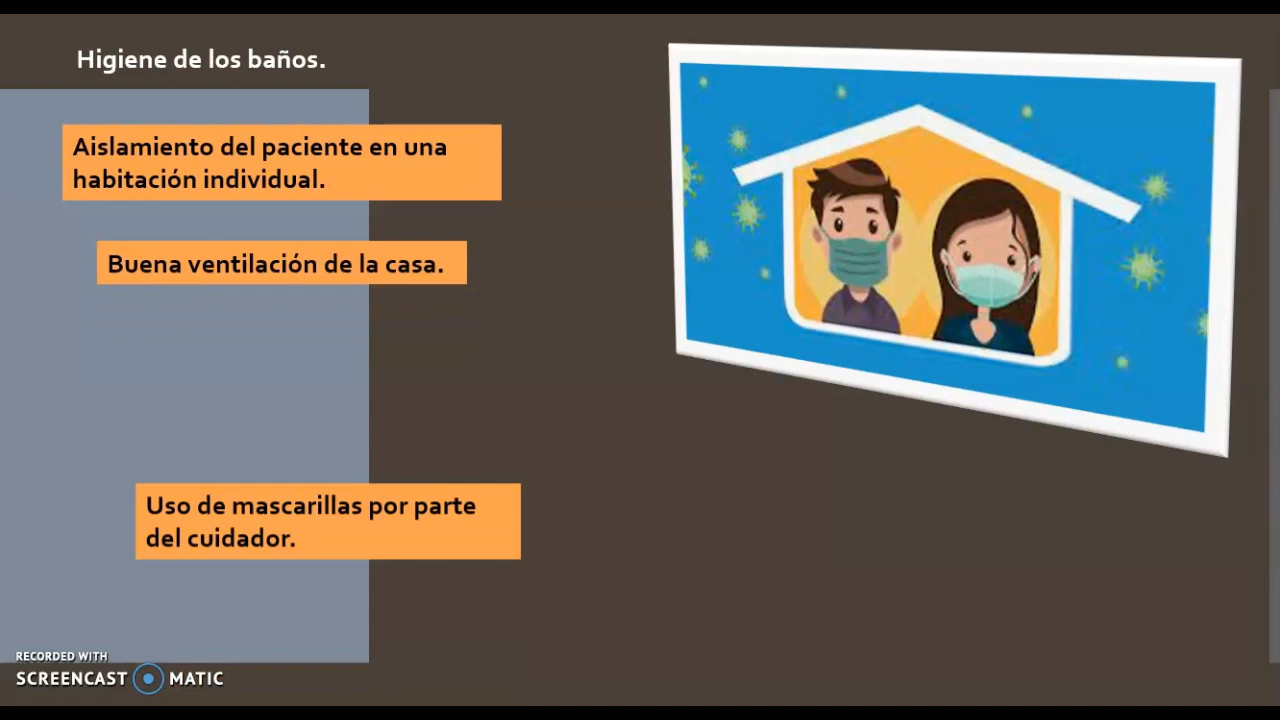 Higiene de los baños.
Aislamiento del paciente en una
habitación individual.
Buena ventilación de la casa.
Uso de mascarillas por parte
del cuidador.
RECORDED WITH
SCREENCAST MATIC